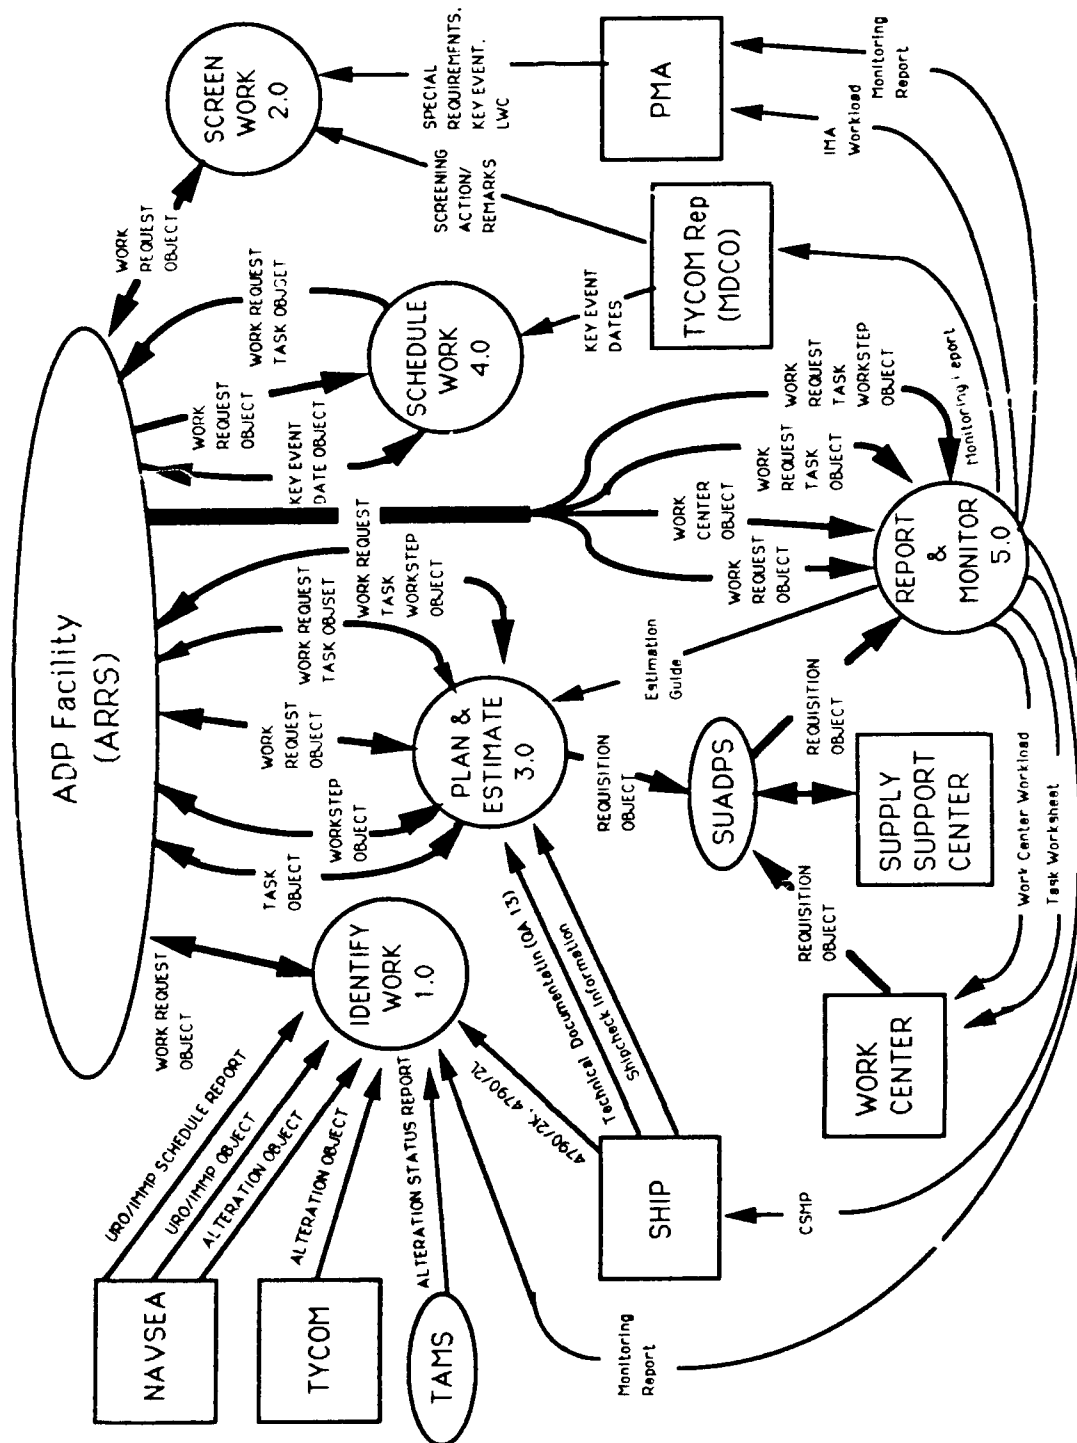 ADP Facility
(ARRS)
WORK
REQUEST
OBJECT
SCREEN
WORK
2.0
SPECIAL
REQUIREMENTS.
KEY EVENT.
LWC
PMA
IMA
Workload
Monitoring
Report
SCREENING
ACTION/
REMARKS
TYCOM Rep
(MDCO)
WORK REQUEST
TASK OBJSET
WORK
REQUEST
OBJECT
KEY EVENT
DATE OBJECT
SCHEDULE
WORK
4.0
KEY EVENT
DATES
WORK
REQUEST
TASK
WORKSTEP
OBJECT
WORK
REQUEST
TASK
OBJECT
WORK
CENTER
OBJECT
WORK
REQUEST
OBJECT
REPORT
&
MONITOR
5.0
WORK REQUEST
TASK
WORKSTEP
OBJECT
WORK REQUEST
TASK OBJSET
WORK
REQUEST
OBJECT
WORKSTEP
OBJECT
TASK
OBJECT
PLAN &
ESTIMATE
3.0
Estimation
Guide
REQUISITION
OBJECT
SUADPS
REQUISITION
OBJECT
SUPPLY
SUPPORT
CENTER
REQUISITION
OBJECT
WORK
CENTER
Work Center Workload
Task Worksheet
WORK REQUEST
OBJECT
IDENTIFY
WORK
1.0
URO/IMMP SCHEDULE REPORT
URO/IMMP OBJECT
ALTERATION OBJECT
NAVSEA
ALTERATION OBJECT
TYCOM
ALTERATION STATUS REPORT
TAMS
4790/2K, 4790/2L
Technical Documentatin (QA 13)
Shipcheck Information
SHIP
CSMP
Monitoring
Report